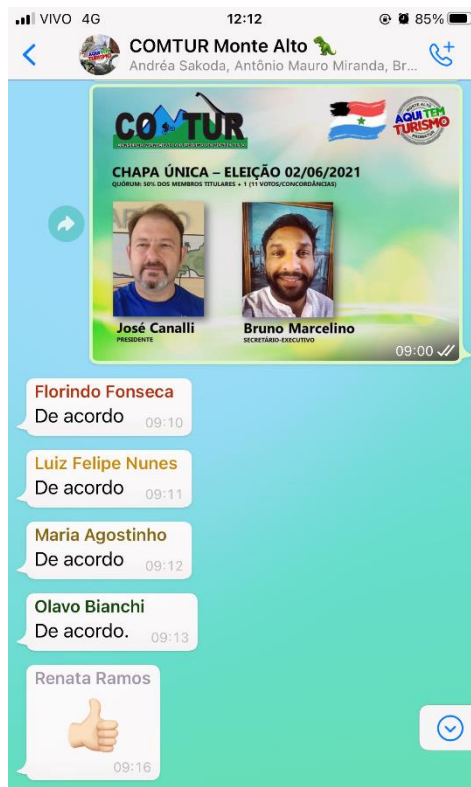 VIVO 4G 12:12 85%
COMTUR Monte Alto
Andréa Sakoda, Antônio Mauro Miranda, Br...
COMTUR
MONTE ALTO
AQUI TEM
TURISMO
CHAPA ÚNICA – ELEIÇÃO 02/06/2021
QUÓRUM: 50% DOS MEMBROS TITULARES + 1 (11 VOTOS/CONCORDÂNCIAS)
José Canalli
PRESIDENTE
Bruno Marcelino
SECRETÁRIO-EXECUTIVO
09:00
Florindo Fonseca
De acordo 09:10
Luiz Felipe Nunes
De acordo 09:11
Maria Agostinho
De acordo 09:12
Olavo Bianchi
De acordo. 09:13
Renata Ramos
09:16